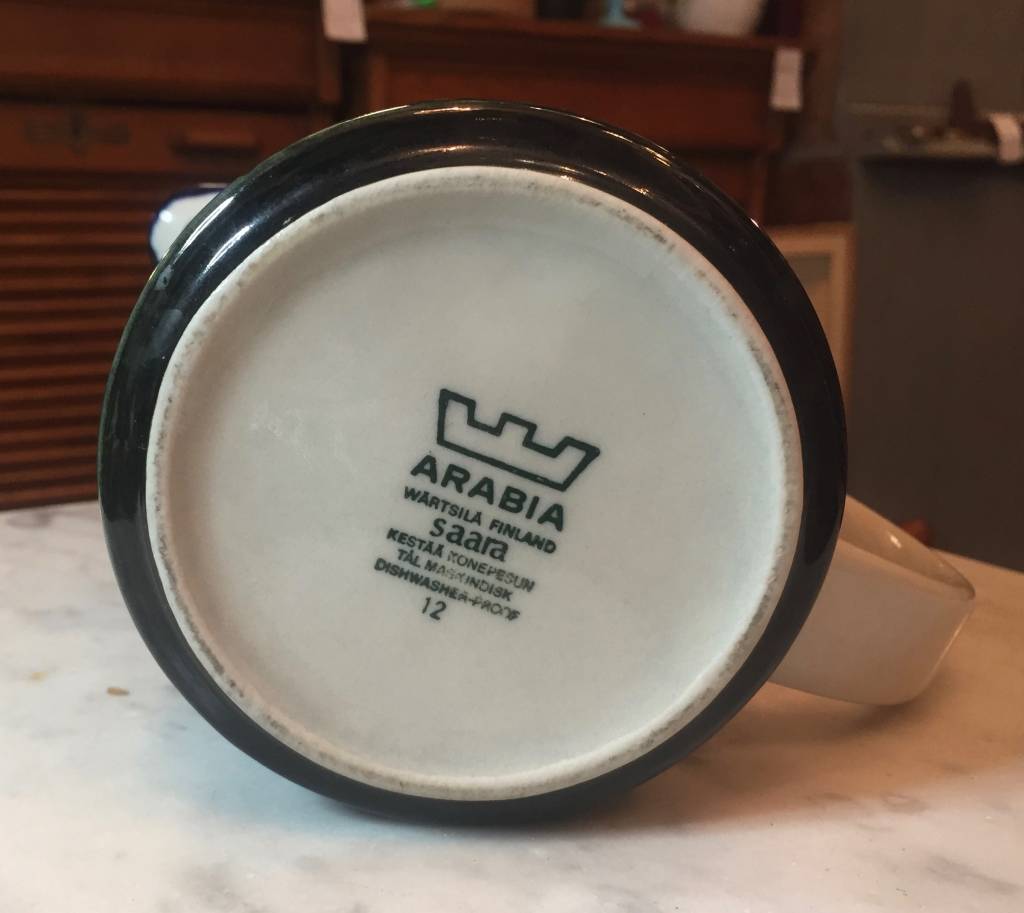 ARABIA
WÄRTSILÄ FINLAND
saara
KESTÄÄ KONEPESUN
TÅL MASKINDISK
DISHWASHER-PROOF
12